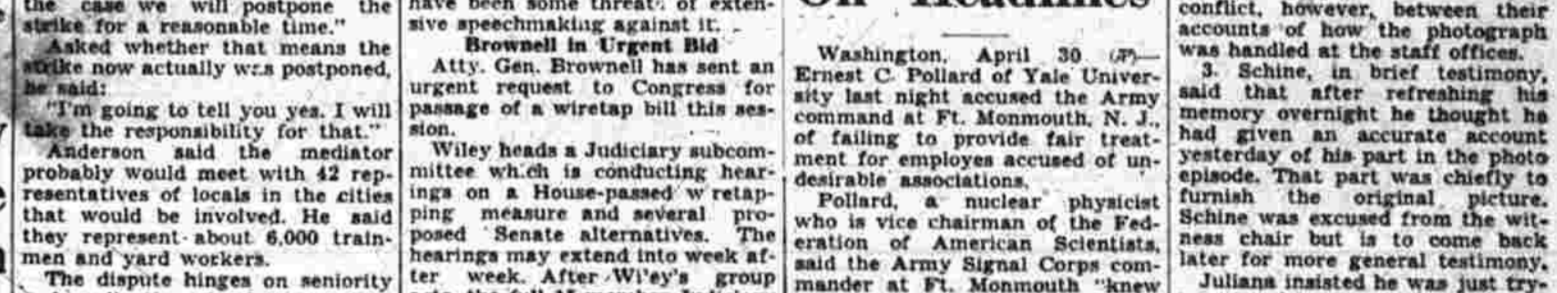 the case we will postpone the
strike for a reasonable time."
Asked whether that means the
strike now actually was postponed,
he said:
"I'm going to tell you yes. I will
take the responsibility for that."
Anderson said the mediator
probably would meet with 42 rep-
resentatives of locals in the cities
that would be involved. He said
they represent about 6,000 train-
men and yard workers.
The dispute hinges on seniority
have been some threat of exten-
sive speechmaking against it.
Brownell in Urgent Bid
Atty. Gen. Brownell has sent an
urgent request to Congress for
passage of a wiretap bill this ses-
sion.
Wiley heads a Judiciary subcom-
mittee which is conducting hear-
ings on a House-passed w retap-
ping measure and several pro-
posed Senate alternatives. The
hearings may extend into week af-
ter week. After Wiley's group
On Headlines
Washington, April 30 (AP)—
Ernest C. Pollard of Yale Univer-
sity last night accused the Army
command at Ft. Monmouth, N. J.,
of failing to provide fair treat-
ment for employes accused of un-
desirable associations.
Pollard, a nuclear physicist
who is vice chairman of the Fed-
eration of American Scientists,
said the Army Signal Corps com-
mander at Ft. Monmouth "knew
conflict, however, between their
accounts of how the photograph
was handled at the staff offices.
3. Schine, in brief testimony,
said that after refreshing his
memory overnight he thought he
had given an accurate account
yesterday of his part in the photo
episode. That part was chiefly to
furnish the original picture.
Schine was excused from the wit-
ness chair but is to come back
later for more general testimony.
Juliana insisted he was just try-